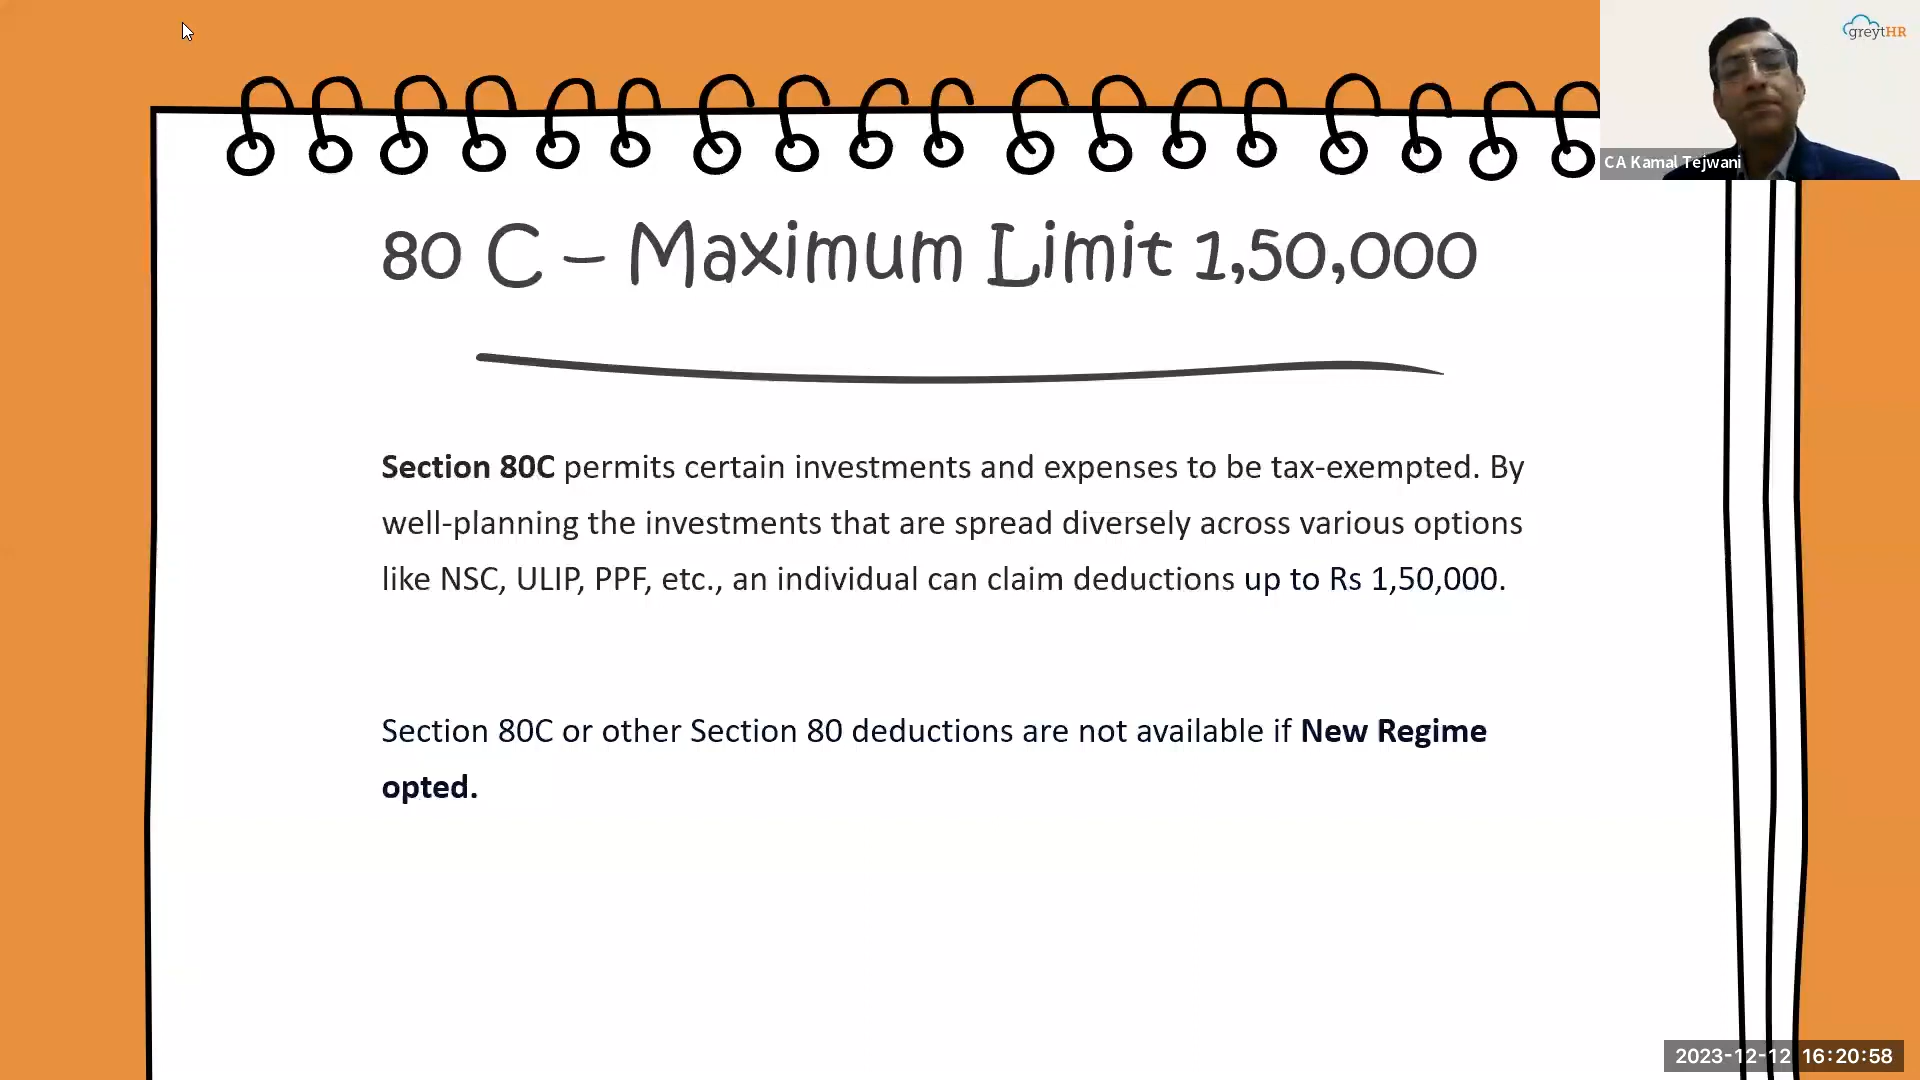 greytHR
CA Kamal Tejwani
80 C – Maximum Limit 1,50,000
Section 80C permits certain investments and expenses to be tax-exempted. By
well-planning the investments that are spread diversely across various options
like NSC, ULIP, PPF, etc., an individual can claim deductions up to Rs 1,50,000.
Section 80C or other Section 80 deductions are not available if New Regime
opted.
2023-12-12 16:20:58